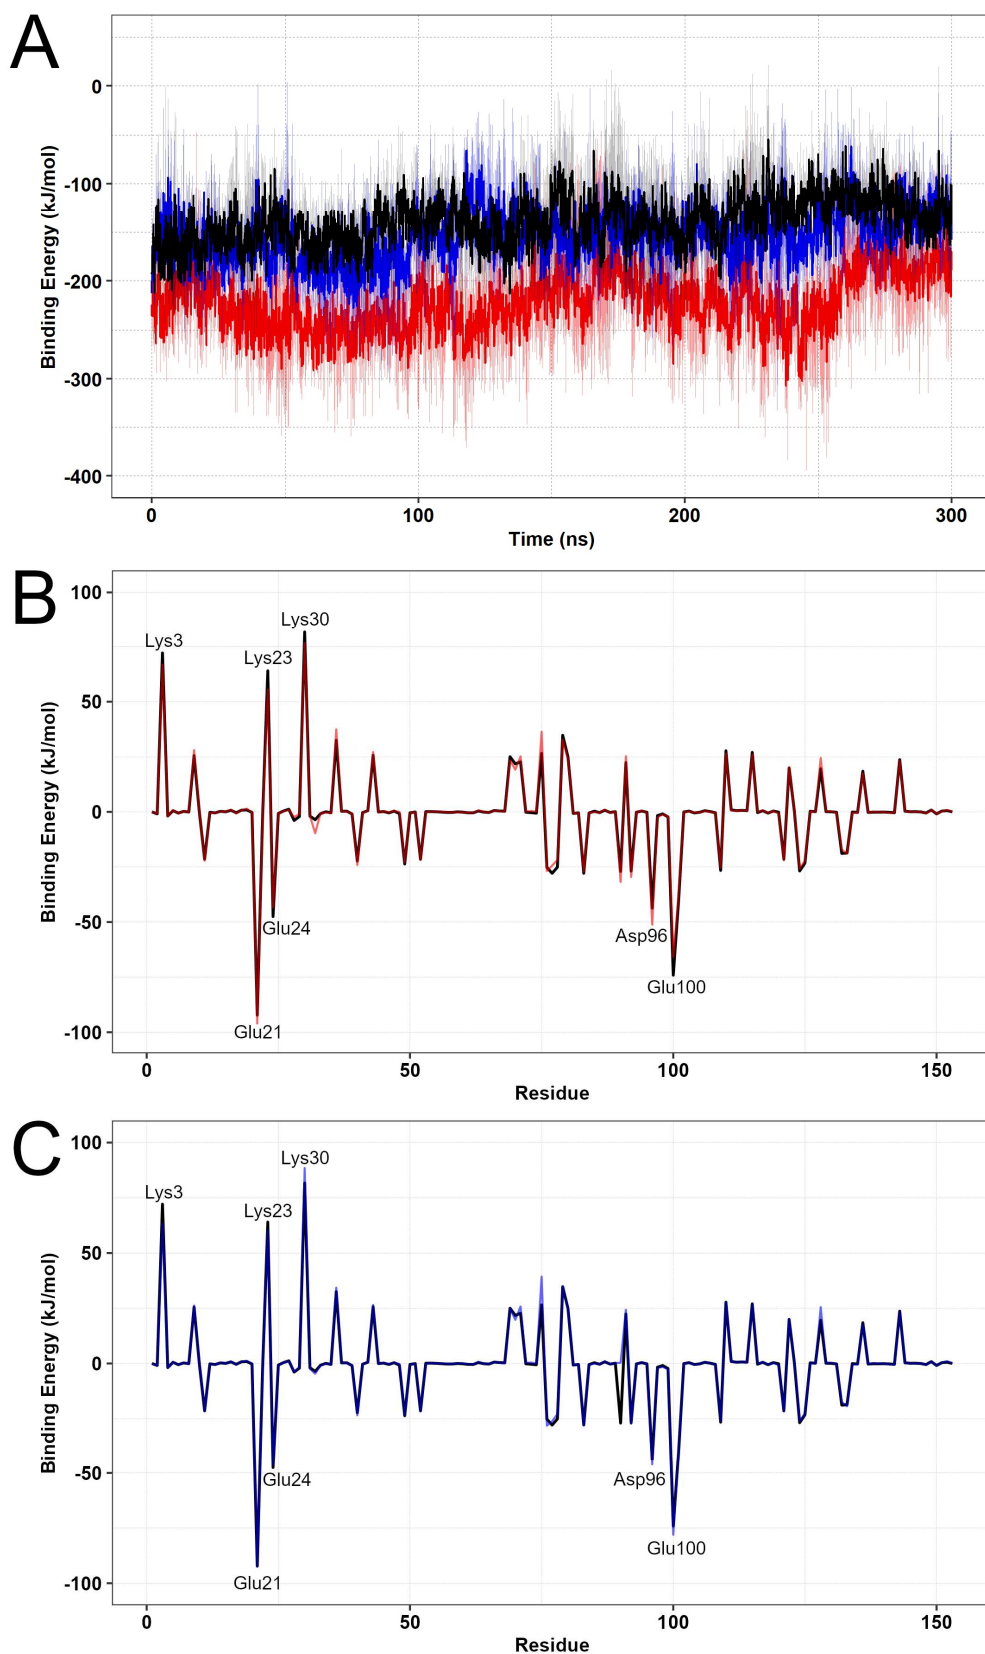 A
0
-100
-200
-300
-400
Binding Energy (kJ/mol)
0 100 200 300
Time (ns)
B
100
50
0
-50
-100
Binding Energy (kJ/mol)
Lys3
Lys23
Lys30
Glu24
Glu21
Asp96
Glu100
0 50 100 150
Residue
C
100
50
0
-50
-100
Binding Energy (kJ/mol)
Lys3
Lys23
Lys30
Glu24
Glu21
Asp96
Glu100
0 50 100 150
Residue